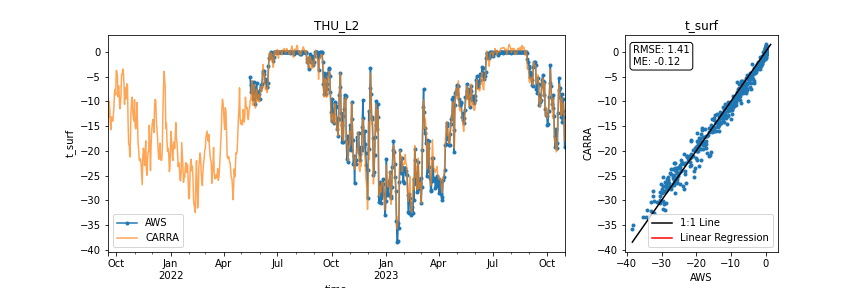 THU_L2
t_surf
0
−5
−10
−15
−20
−25
−30
−35
−40
t_surf
AWS
CARRA
Oct
Jan
2022
Apr
Jul
Oct
Jan
2023
Apr
Jul
Oct
time
RMSE: 1.41
ME: -0.12
0
−5
−10
−15
−20
−25
−30
−35
−40
CARRA
1:1 Line
Linear Regression
−40
−30
−20
−10
0
AWS